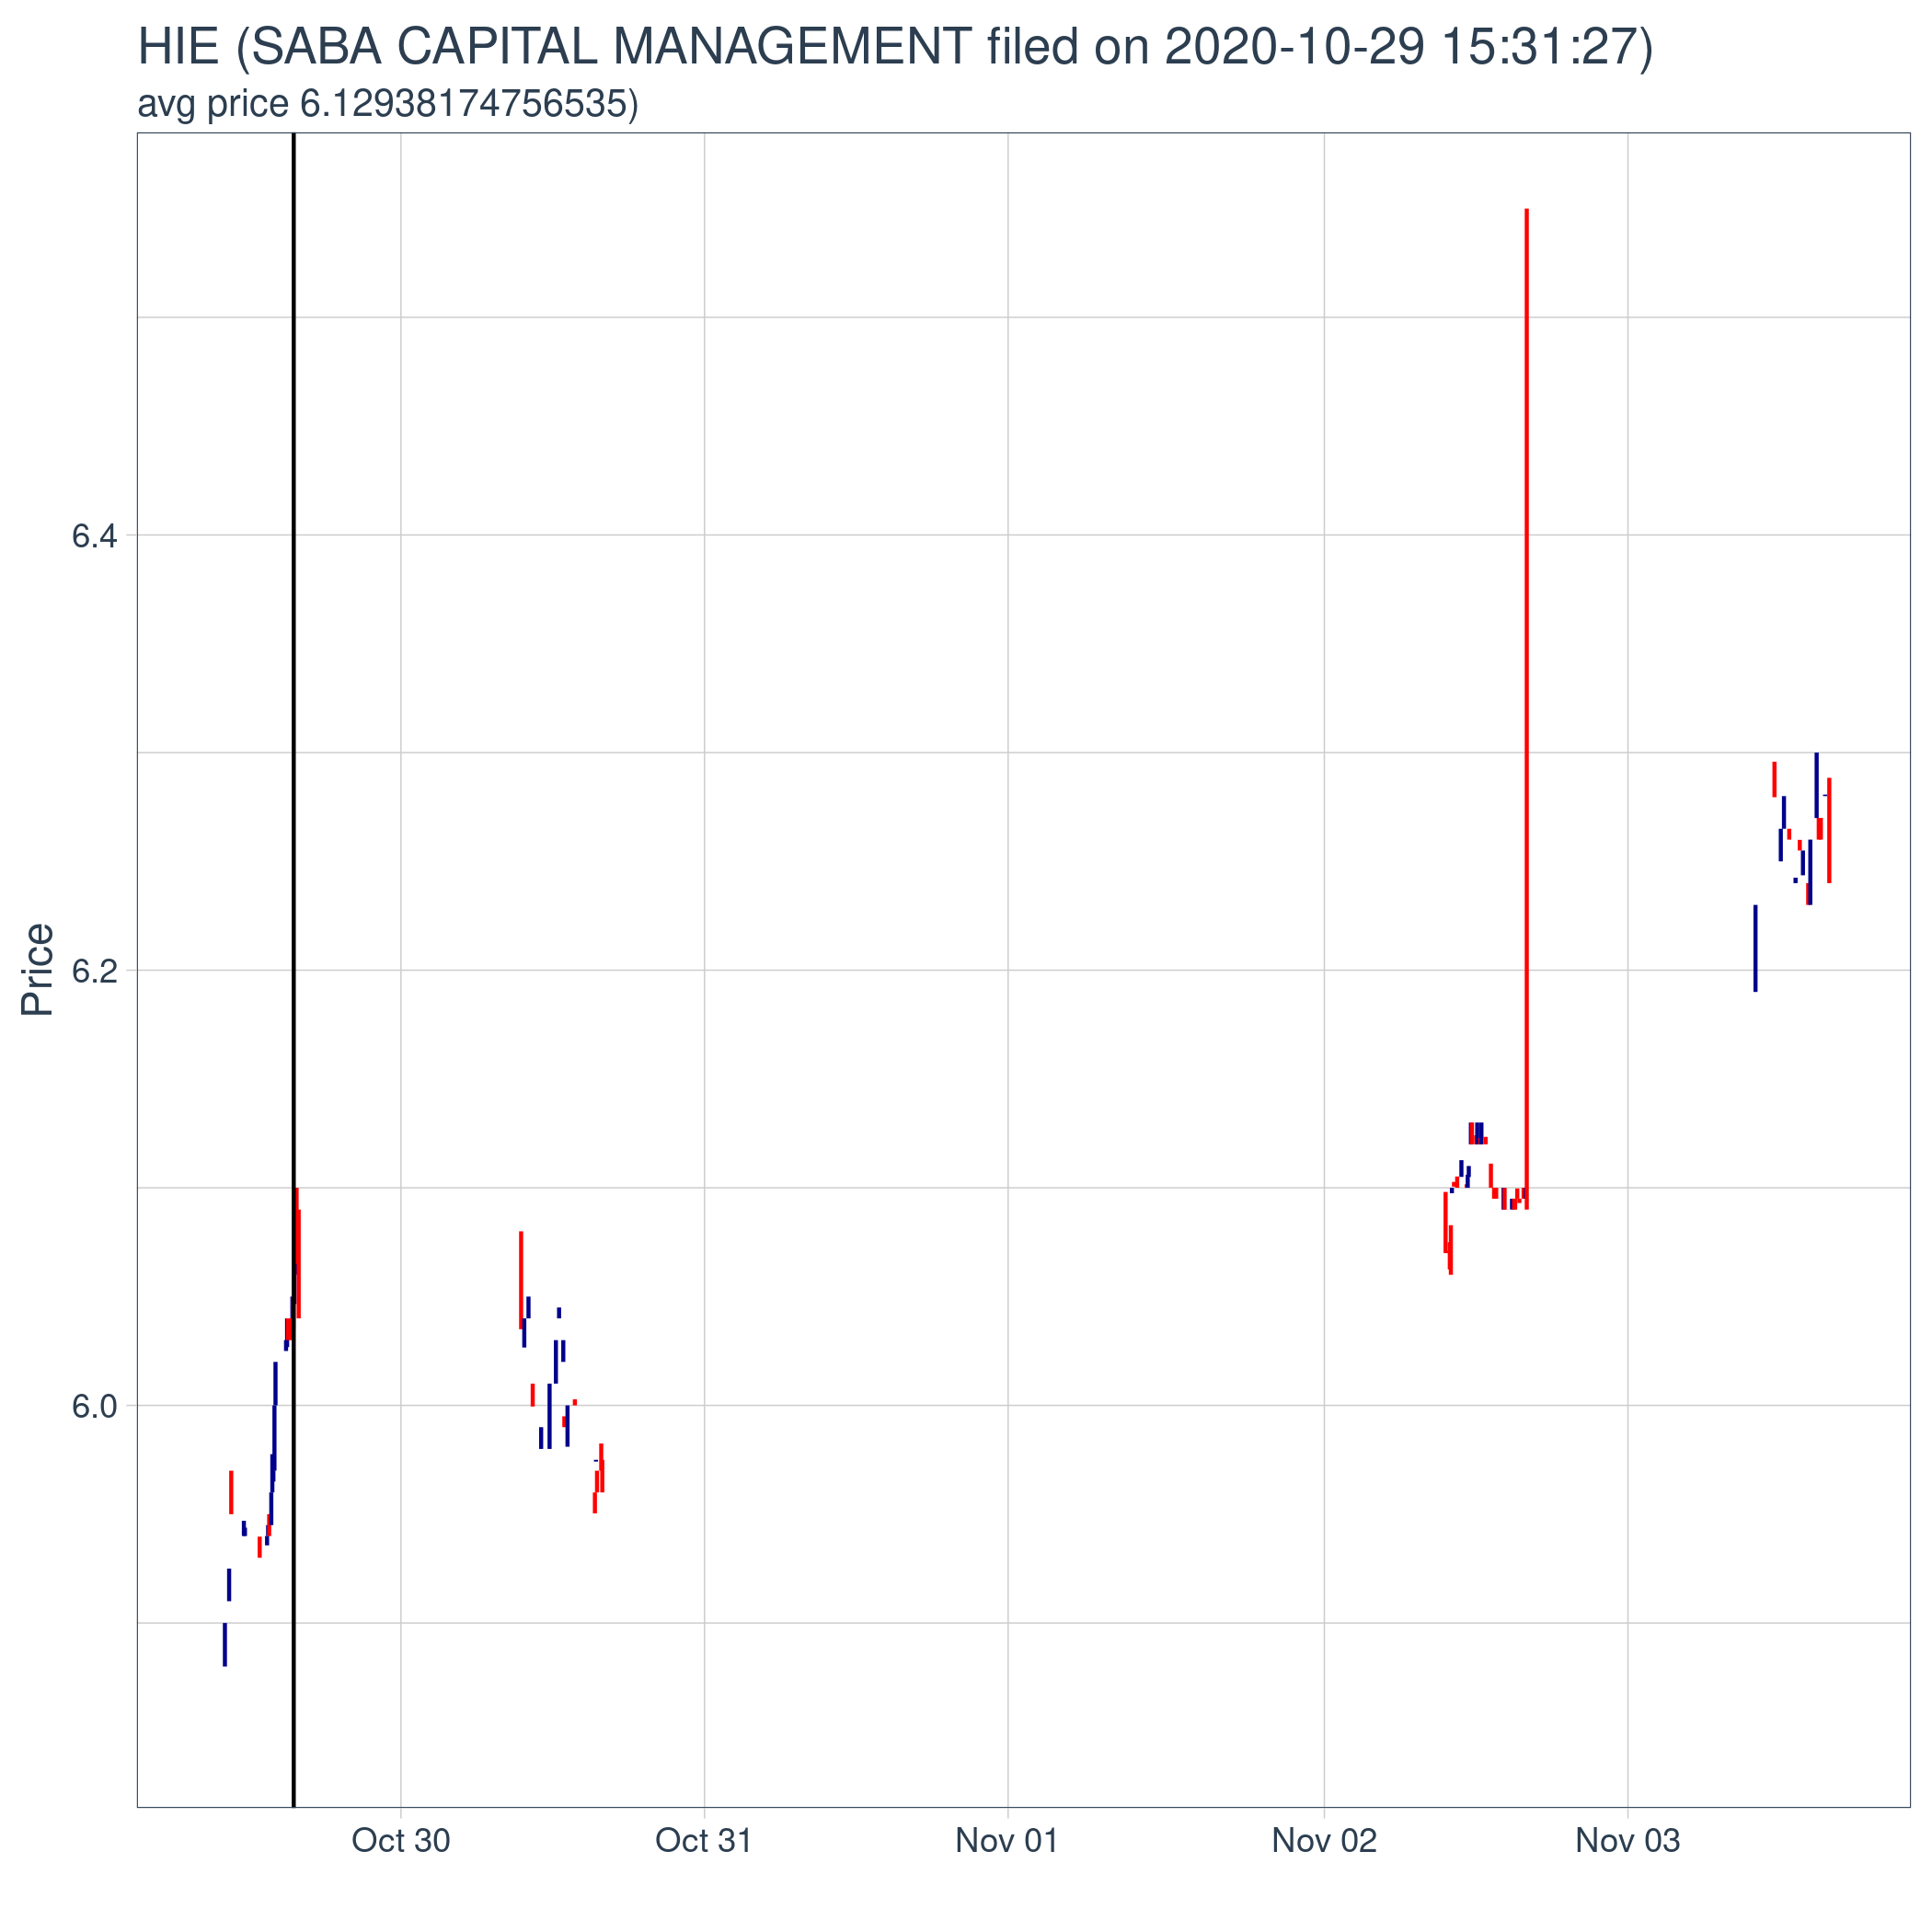 HIE (SABA CAPITAL MANAGEMENT filed on 2020-10-29 15:31:27)
avg price 6.12938174756535)
6.4
6.2
6.0
Price
Oct 30 Oct 31 Nov 01 Nov 02 Nov 03